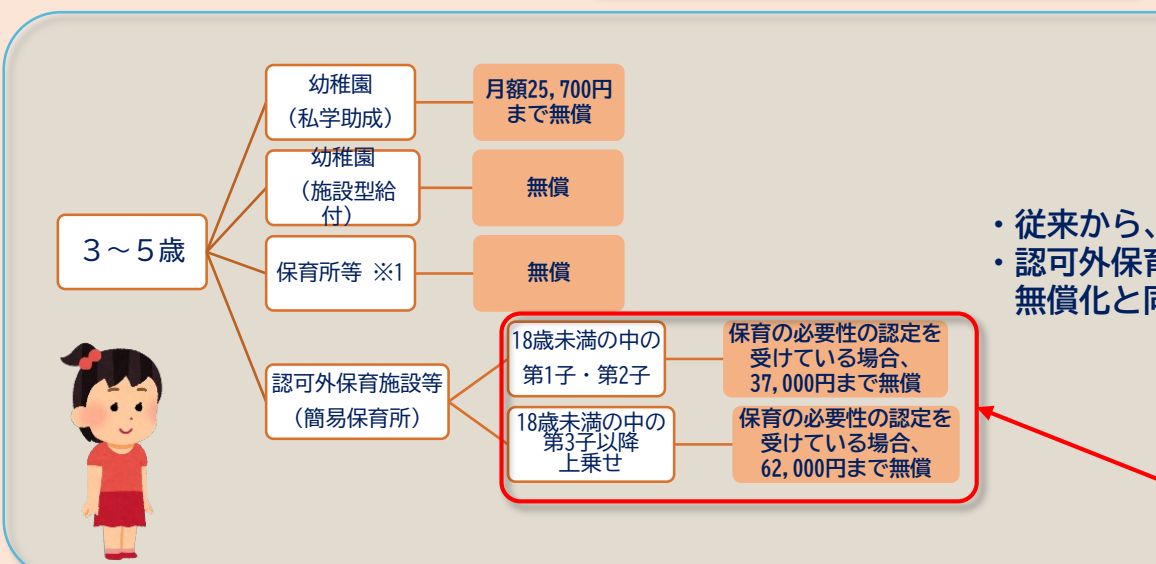 3～5歳
幼稚園
（私学助成）
月額25,700円
まで無償
幼稚園
（施設型給
付）
無償
保育所等 ※1
無償
認可外保育施設等
（簡易保育所）
18歳未満の中の
第1子・第2子
保育の必要性の認定を
受けている場合、
37,000円まで無償
18歳未満の中の
第3子以降
上乗せ
保育の必要性の認定を
受けている場合、
62,000円まで無償
・従来から、
・認可外保育
無償化と同